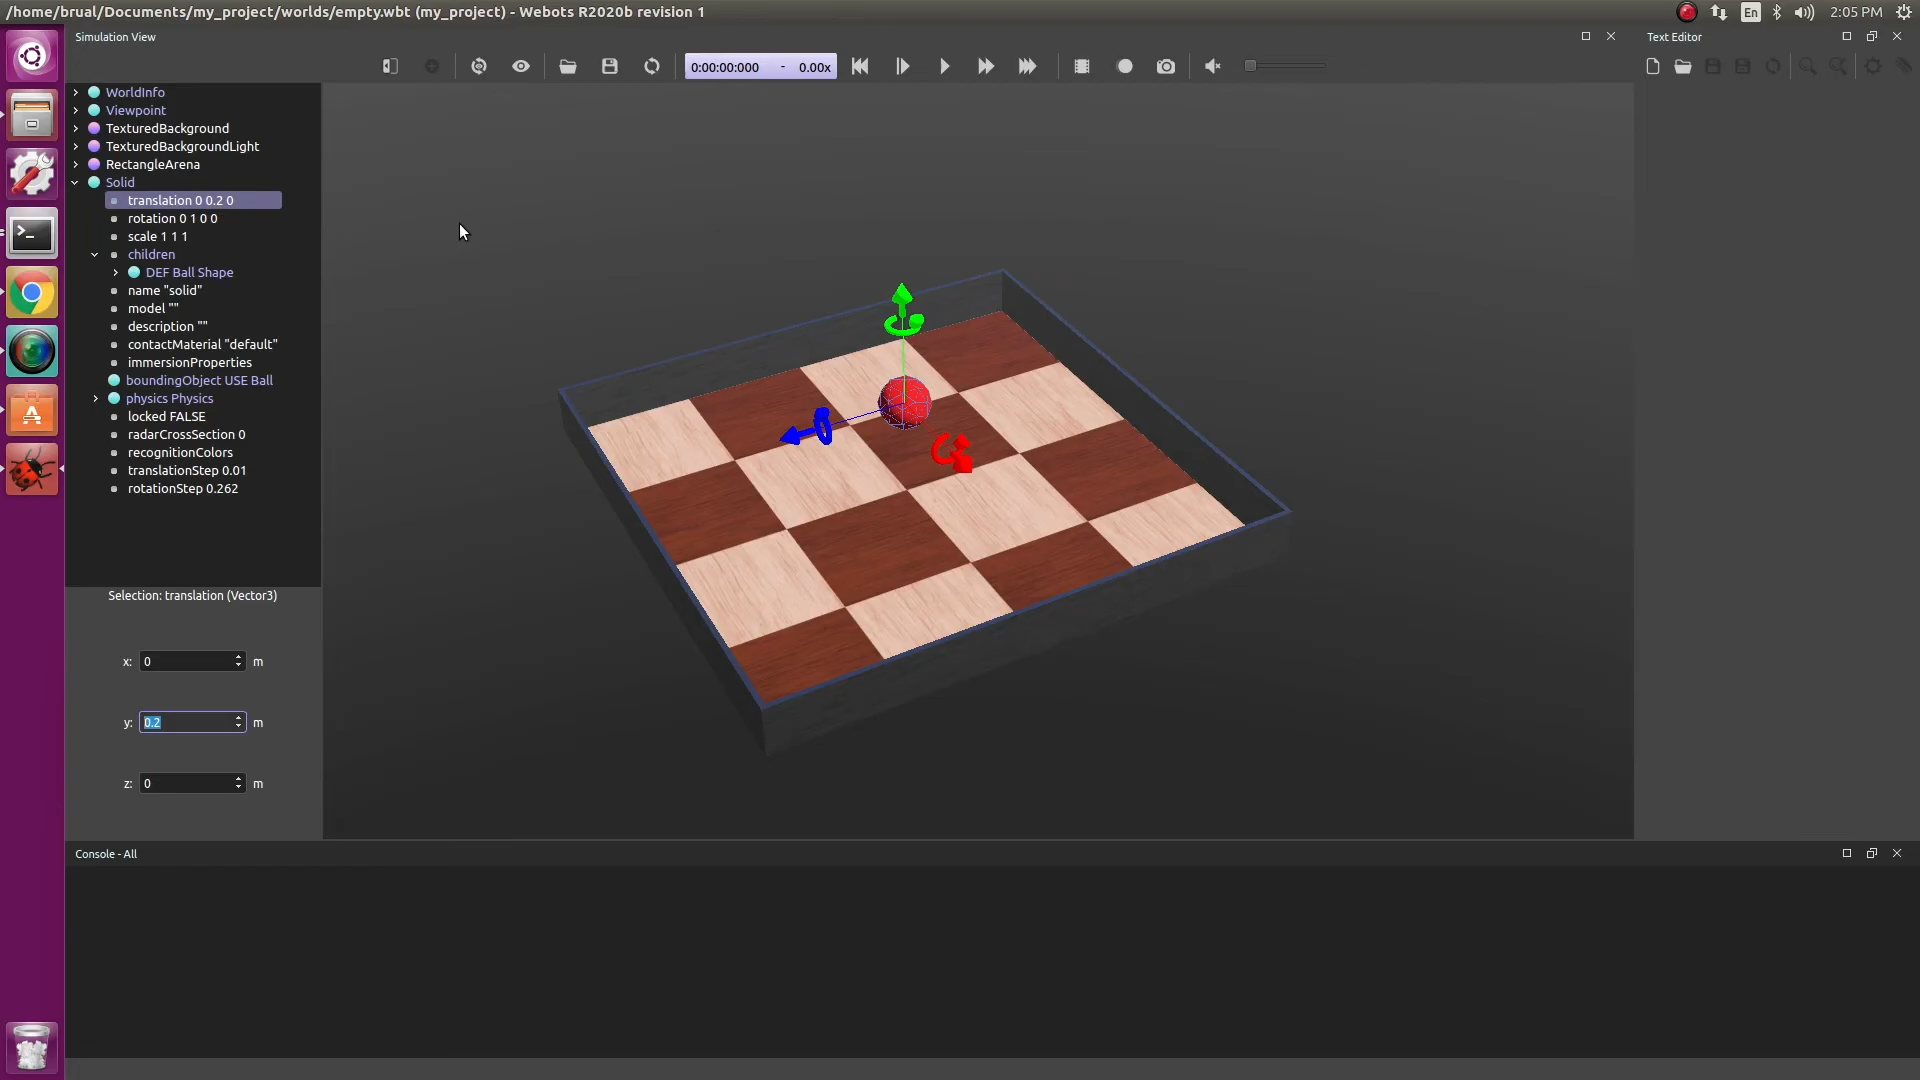 /home/brual/Documents/my_project/worlds/empty.wbt (my_project) - Webots R2020b revision 1
En
2:05 PM
Simulation View
Text Editor
0:00:00:000 - 0.00x
WorldInfo
Viewpoint
TexturedBackground
TexturedBackgroundLight
RectangleArena
Solid
translation 0 0.2 0
rotation 0 1 0 0
scale 1 1 1
children
DEF Ball Shape
name "solid"
model ""
description ""
contactMaterial "default"
immersionProperties
boundingObject USE Ball
physics Physics
locked FALSE
radarCrossSection 0
recognitionColors
translationStep 0.01
rotationStep 0.262
Selection: translation (Vector3)
x: 0 m
y: 0.2 m
z: 0 m
Console - All